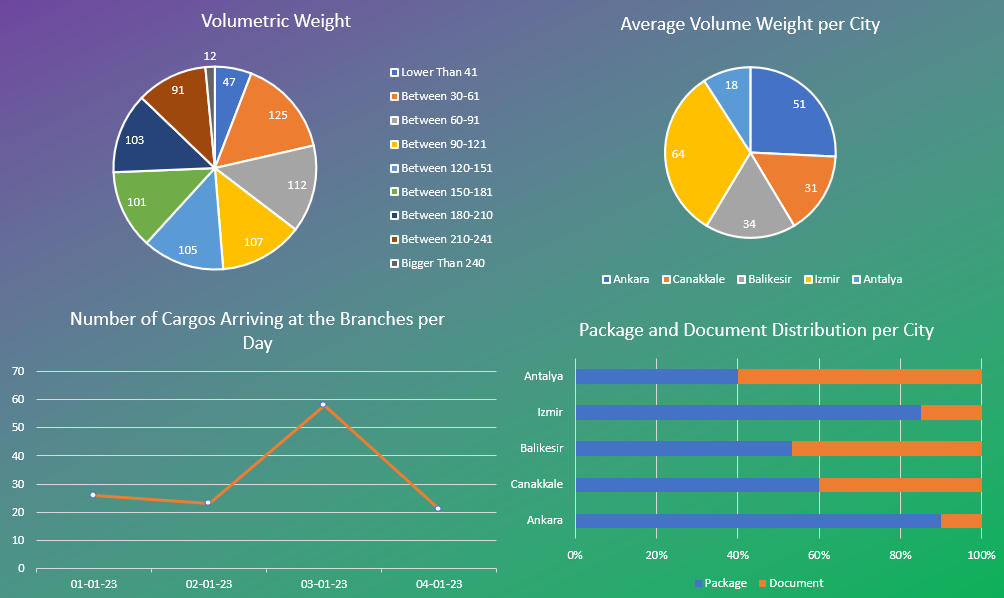 Volumetric Weight
12
47
125
112
107
105
101
103
91
Lower Than 41
Between 30-61
Between 60-91
Between 90-121
Between 120-151
Between 150-181
Between 180-210
Between 210-241
Bigger Than 240
Average Volume Weight per City
51
31
34
64
18
Ankara Canakkale Balikesir Izmir Antalya
Number of Cargos Arriving at the Branches per
Day
70
60
50
40
30
20
10
0
01-01-23 02-01-23 03-01-23 04-01-23
Package and Document Distribution per City
Antalya
Izmir
Balikesir
Canakkale
Ankara
0% 20% 40% 60% 80% 100%
Package Document